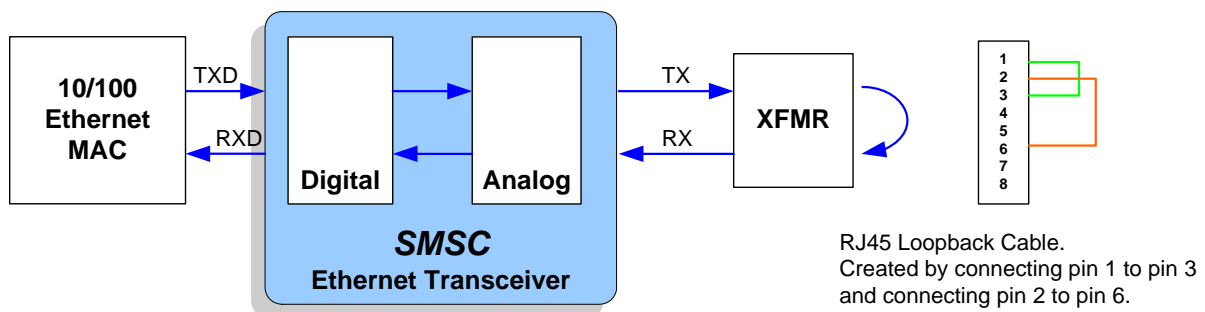 10/100
Ethernet
MAC
TXD
RXD
Digital
Analog
SMSC
Ethernet Transceiver
TX
RX
XFMR
1
2
3
4
5
6
7
8
RJ45 Loopback Cable.
Created by connecting pin 1 to pin 3
and connecting pin 2 to pin 6.